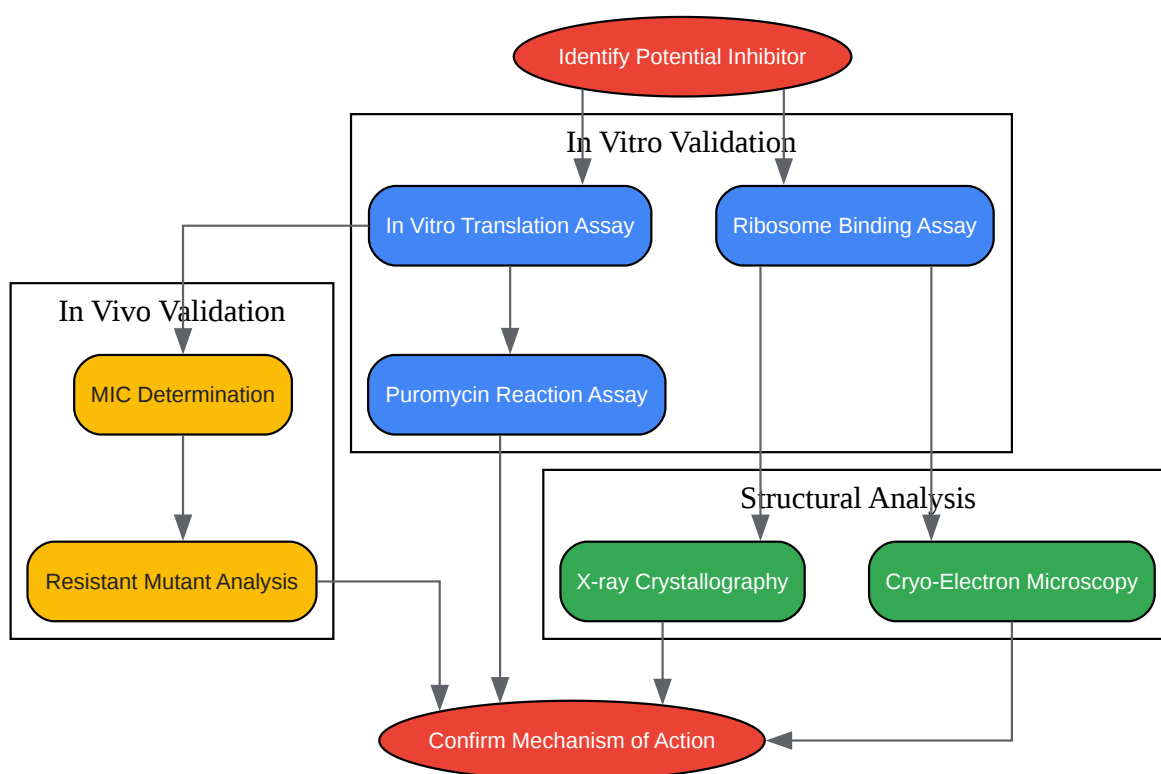 Identify Potential Inhibitor
In Vitro Validation
In Vitro Translation Assay
Ribosome Binding Assay
In Vivo Validation
MIC Determination
Puromycin Reaction Assay
Structural Analysis
Resistant Mutant Analysis
X-ray Crystallography
Cryo-Electron Microscopy
Confirm Mechanism of Action